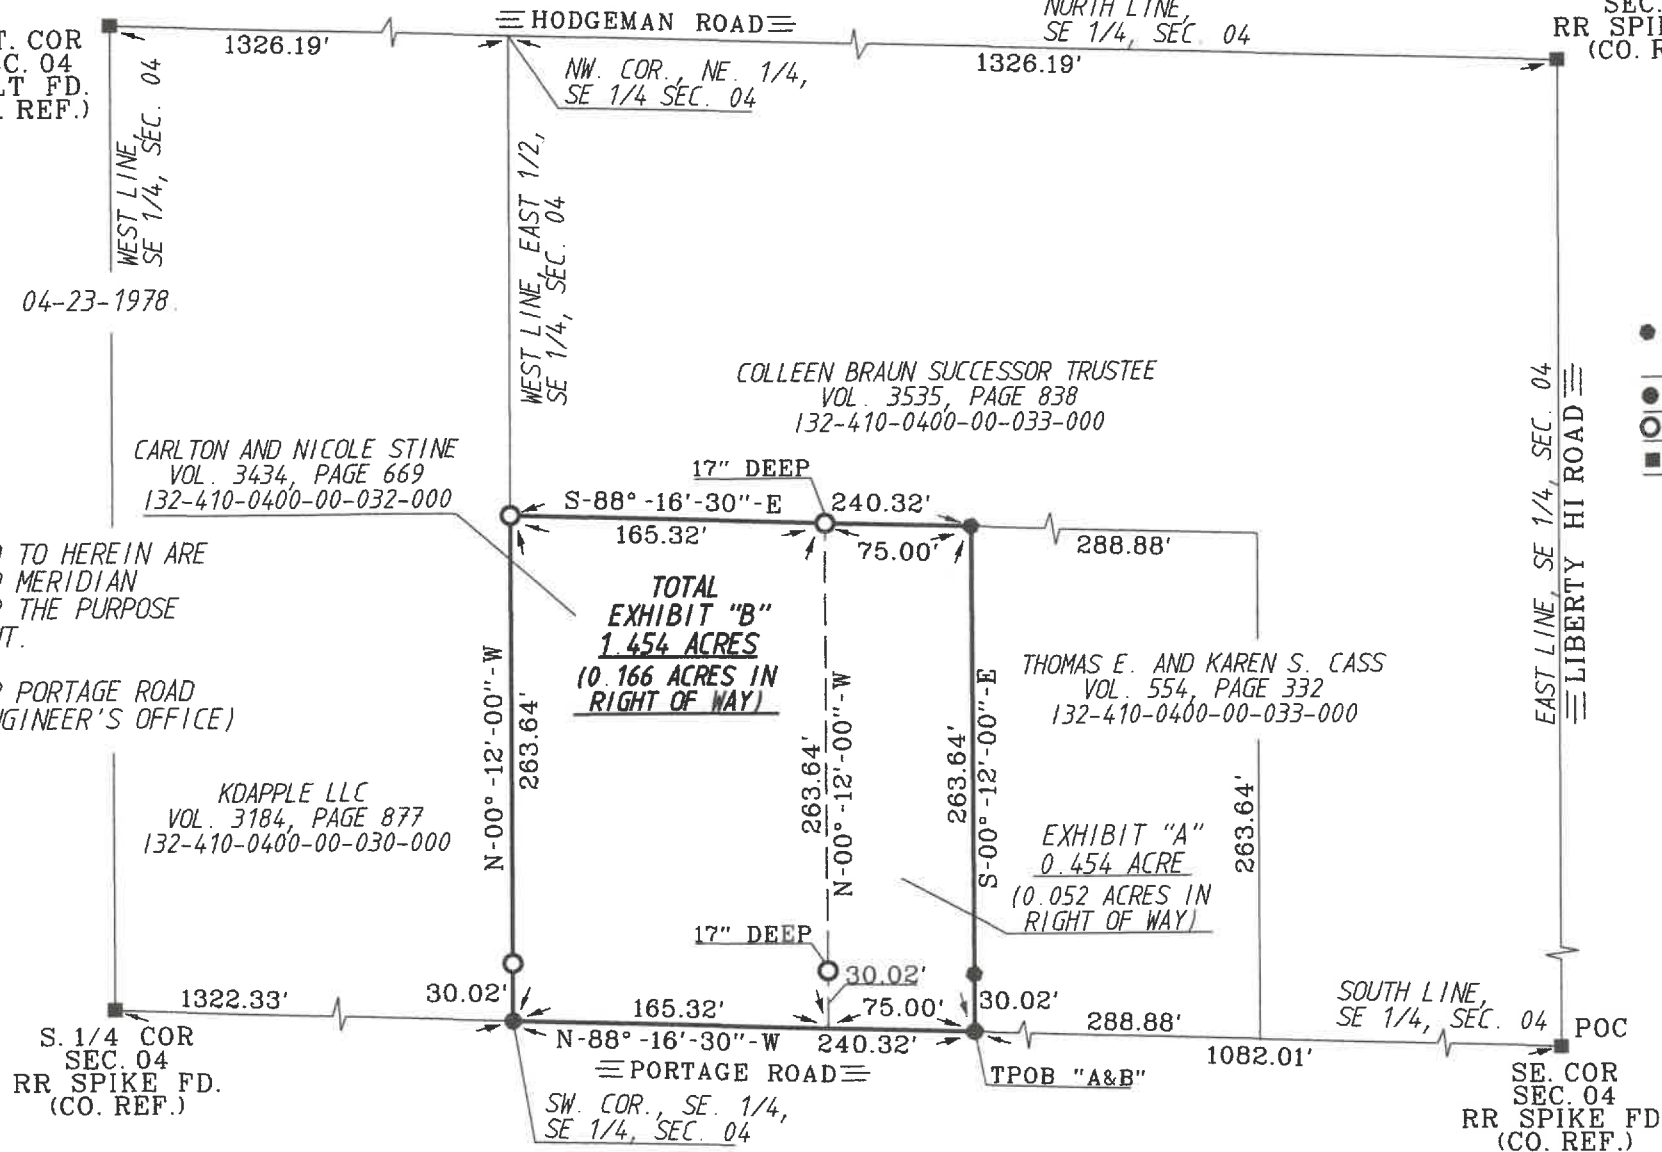 HODGEMAN ROAD
NORTH LINE,
SE 1/4, SEC. 04
SEC.
T. COR
C. 04
LT FD.
. REF.)
1326.19'
1326.19'
NW. COR., NE. 1/4,
SE 1/4 SEC. 04
RR SPI
(CO. R
WEST LINE,
SE 1/4, SEC. 04
WEST LINE, EAST 1/2,
SE 1/4, SEC. 04
04-23-1978
COLLEEN BRAUN SUCCESSOR TRUSTEE
VOL. 3535, PAGE 838
132-410-0400-00-033-000
EAST LINE, SE 1/4, SEC. 04
LIBERTY HI ROAD
CARLTON AND NICOLE STINE
VOL. 3434, PAGE 669
132-410-0400-00-032-000
17" DEEP
S-88°-16'-30"-E
240.32'
165.32'
75.00'
288.88'
TO HEREIN ARE
MERIDIAN
THE PURPOSE
T.
PORTAGE ROAD
GINEER'S OFFICE)
TOTAL
EXHIBIT "B"
1.454 ACRES
(0.166 ACRES IN
RIGHT OF WAY)
THOMAS E. AND KAREN S. CASS
VOL. 554, PAGE 332
132-410-0400-00-033-000
N-00°-12'-00"-W
263.64'
263.64'
N-00°-12'-00"-W
263.64'
S-00°-12'-00"-E
263.64'
KDAPPLE LLC
VOL. 3184, PAGE 877
132-410-0400-00-030-000
EXHIBIT "A"
0.454 ACRE
(0.052 ACRES IN
RIGHT OF WAY)
17" DEEP
30.02'
1322.33'
30.02'
165.32'
75.00'
30.02'
288.88'
SOUTH LINE,
SE 1/4, SEC. 04
POC
N-88°-16'-30"-W
240.32'
1082.01'
PORTAGE ROAD
TPOB "A&B"
S. 1/4 COR
SEC. 04
RR SPIKE FD.
(CO. REF.)
SW. COR., SE. 1/4,
SE 1/4, SEC. 04
SE. COR
SEC. 04
RR SPIKE FD
(CO. REF.)